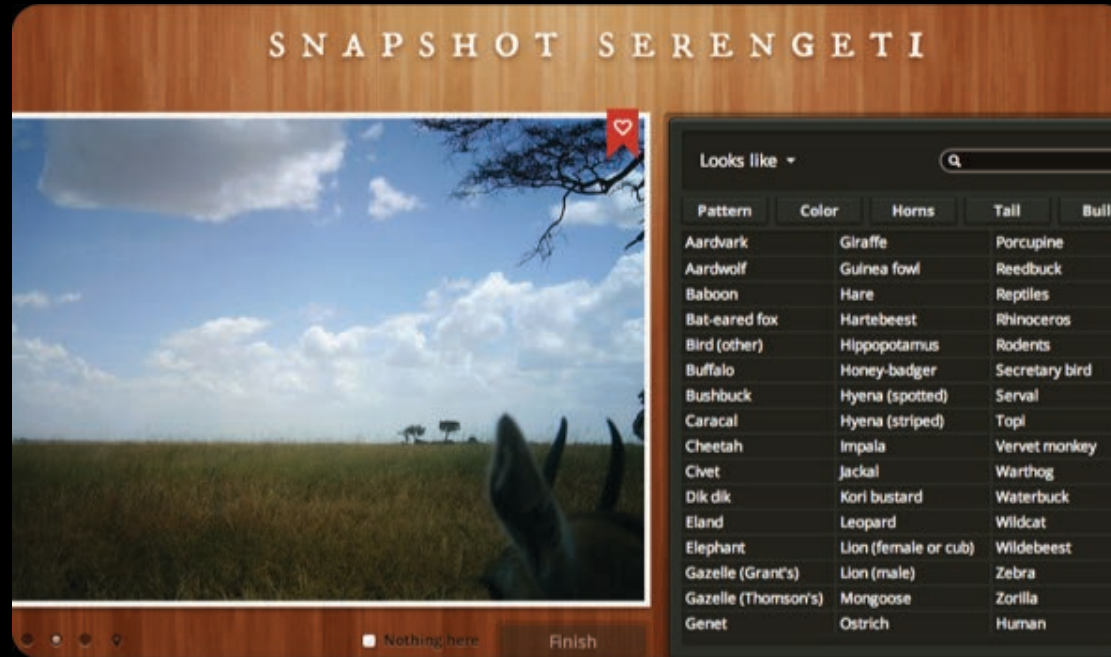 SNAPSHOT SERENGETI
Looks like
Pattern Color Horns Tail
Aardvark Giraffe Porcupine
Aardwolf Guinea fowl Reedbuck
Baboon Hare Reptiles
Bat-eared fox Hartebeest Rhinoceros
Bird (other) Hippopotamus Rodents
Buffalo Honey-badger Secretary bird
Bushbuck Hyena (spotted) Serval
Caracal Hyena (striped) Topi
Cheetah Impala Vervet monkey
Civet Jackal Warthog
Dik dik Kori bustard Waterbuck
Eland Leopard Wildcat
Elephant Lion (female or cub) Wildebeest
Gazelle (Grant's) Lion (male) Zebra
Gazelle (Thomson's) Mongoose Zorilla
Genet Ostrich Human
Nothing here Finish